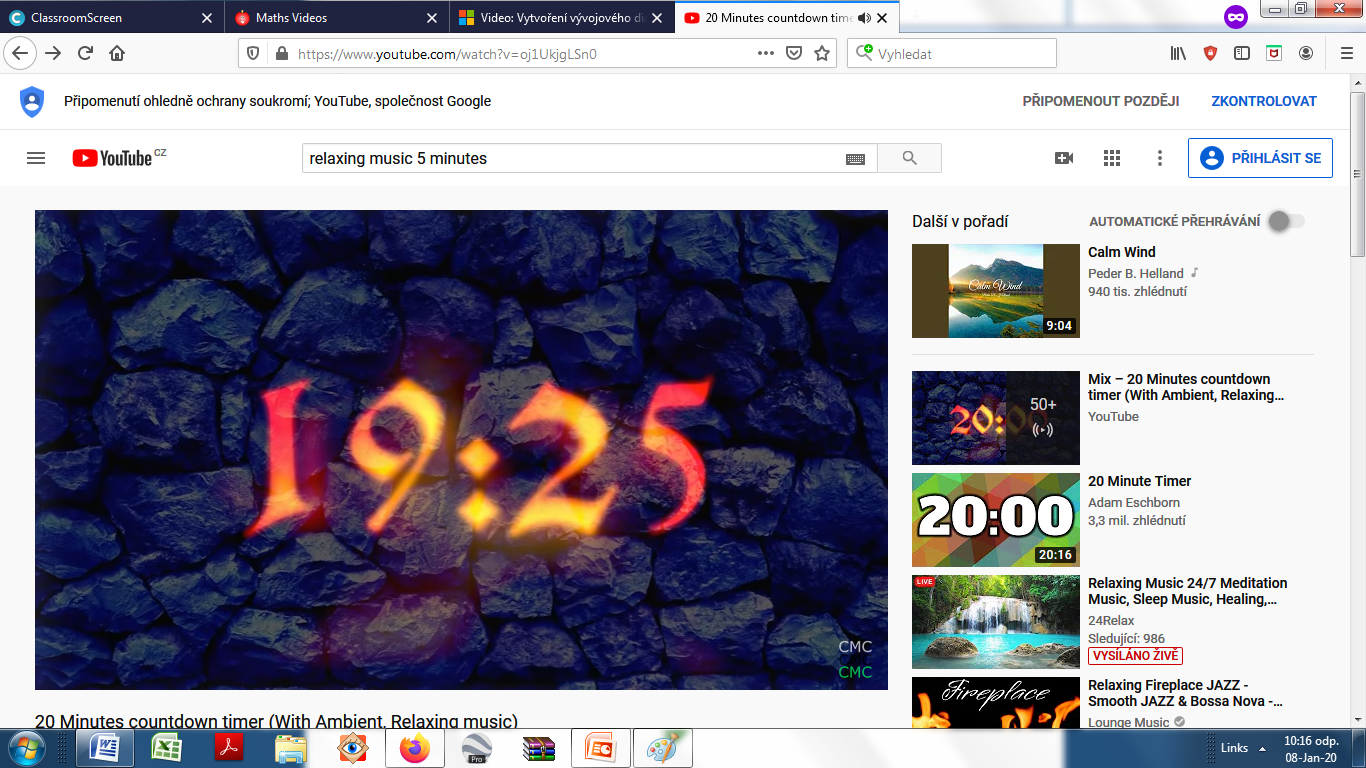 ClassroomScreen
Maths Videos
Video: Vytvoření vývojového di
20 Minutes countdown time
https://www.youtube.com/watch?v=oj1UkjgLSn0
Vyhledat
Připomenutí ohledně ochrany soukromí; YouTube, společnost Google
PŘIPOMENOUT POZDĚJI
ZKONTROLOVAT
YouTube CZ
relaxing music 5 minutes
PŘIHLÁSIT SE
19:25
CMC
CMC
20 Minutes countdown timer (With Ambient, Relaxing music)
Další v pořadí
AUTOMATICKÉ PŘEHRÁVÁNÍ
Calm Wind
9:04
Calm Wind
Peder B. Helland
940 tis. zhlédnutí
20:00
50+
Mix – 20 Minutes countdown
timer (With Ambient, Relaxing...
YouTube
20:00
20:16
20 Minute Timer
Adam Eschborn
3,3 mil. zhlédnutí
LIVE
Relaxing Music 24/7 Meditation
Music, Sleep Music, Healing,...
24Relax
Sledující: 986
VYSÍLÁNO ŽIVĚ
Fireplace
Relaxing Fireplace JAZZ -
Smooth JAZZ & Bossa Nova -...
Lounge Music
Pro
Links
10:16 odp.
08-Jan-20